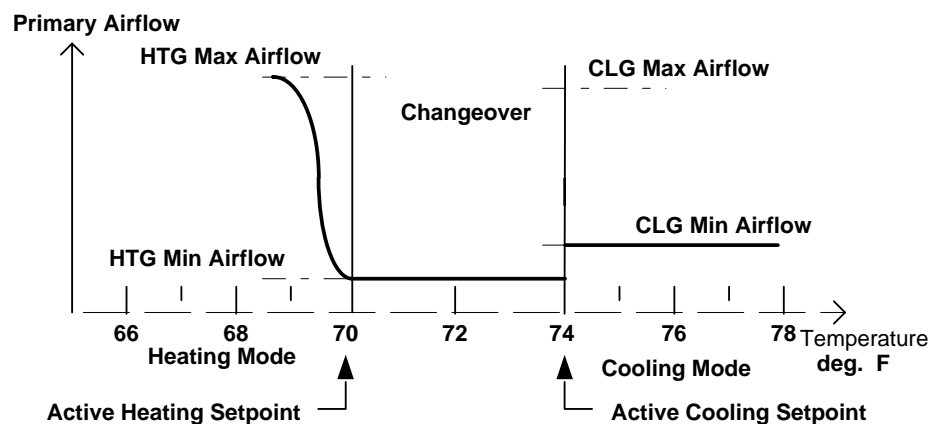 Primary Airflow
HTG Max Airflow
CLG Max Airflow
Changeover
CLG Min Airflow
HTG Min Airflow
66 68 70 72 74 76 78
Temperature
deg. F
Heating Mode
Cooling Mode
Active Heating Setpoint
Active Cooling Setpoint